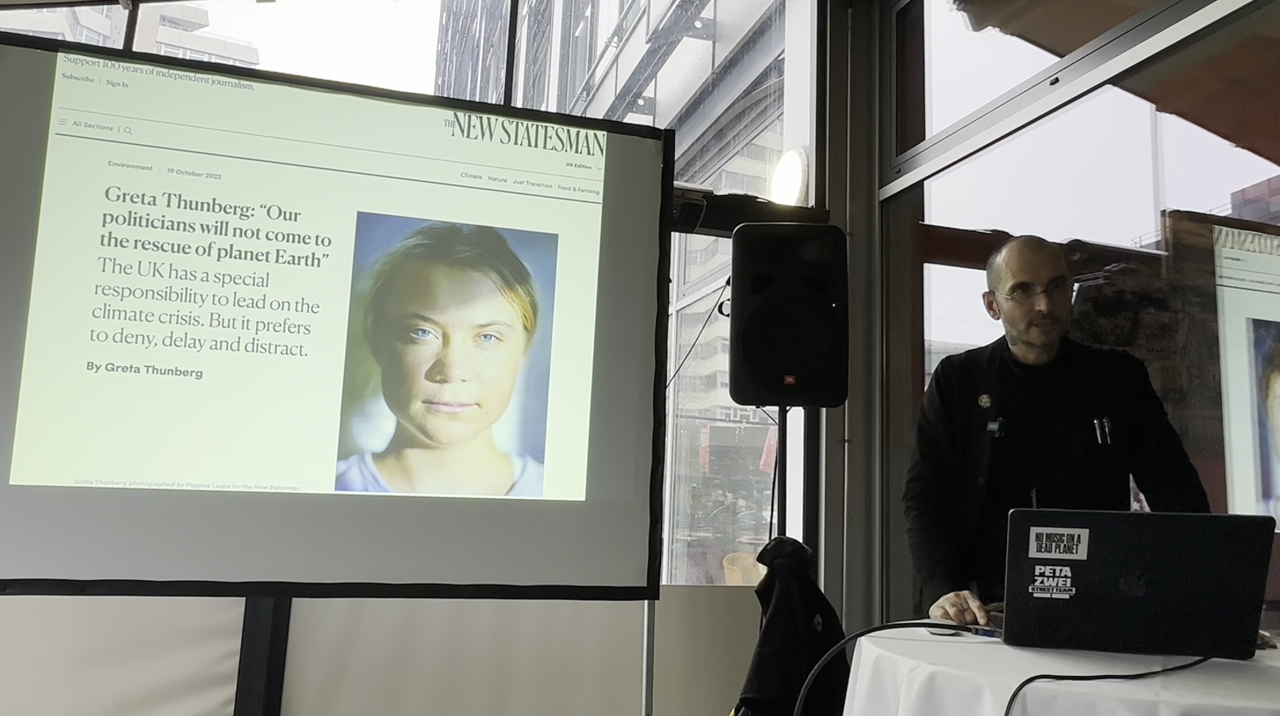 Support 100 years of independent journalism.
Subscribe | Sign In
THE NEW STATESMAN
All Sections |
UK Edition
Climate Nature Just Transition Food & Farming
Environment | 19 October 2022
Greta Thunberg: “Our
politicians will not come to
the rescue of planet Earth”
The UK has a special
responsibility to lead on the
climate crisis. But it prefers
to deny, delay and distract.
By Greta Thunberg
Greta Thunberg photographed by Magnus Laupa for the New Statesman
JBL
NO MUSIC ON A
DEAD PLANET
PETA
ZWEI
STREET TEAM